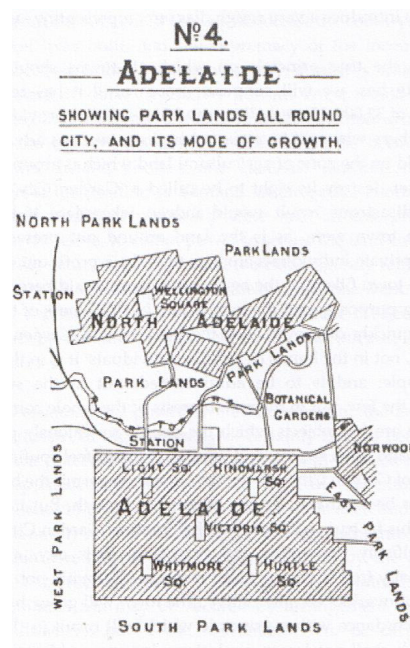 Nº 4.
ADELAIDE
SHOWING PARK LANDS ALL ROUND
CITY, AND ITS MODE OF GROWTH.
NORTH PARK LANDS
PARK LANDS
STATION
WELLINGTON
SQUARE
NORTH ADELAIDE
PARK LANDS
PARK LANDS
BOTANICAL
GARDENS
STATION
NORWOOD
LIGHT SQ.
HINDMARSH
SQ.
ADELAIDE
VICTORIA SQ.
WHITMORE
SQ.
HURTLE
SQ.
WEST PARK LANDS
EAST PARK LANDS
SOUTH PARK LANDS